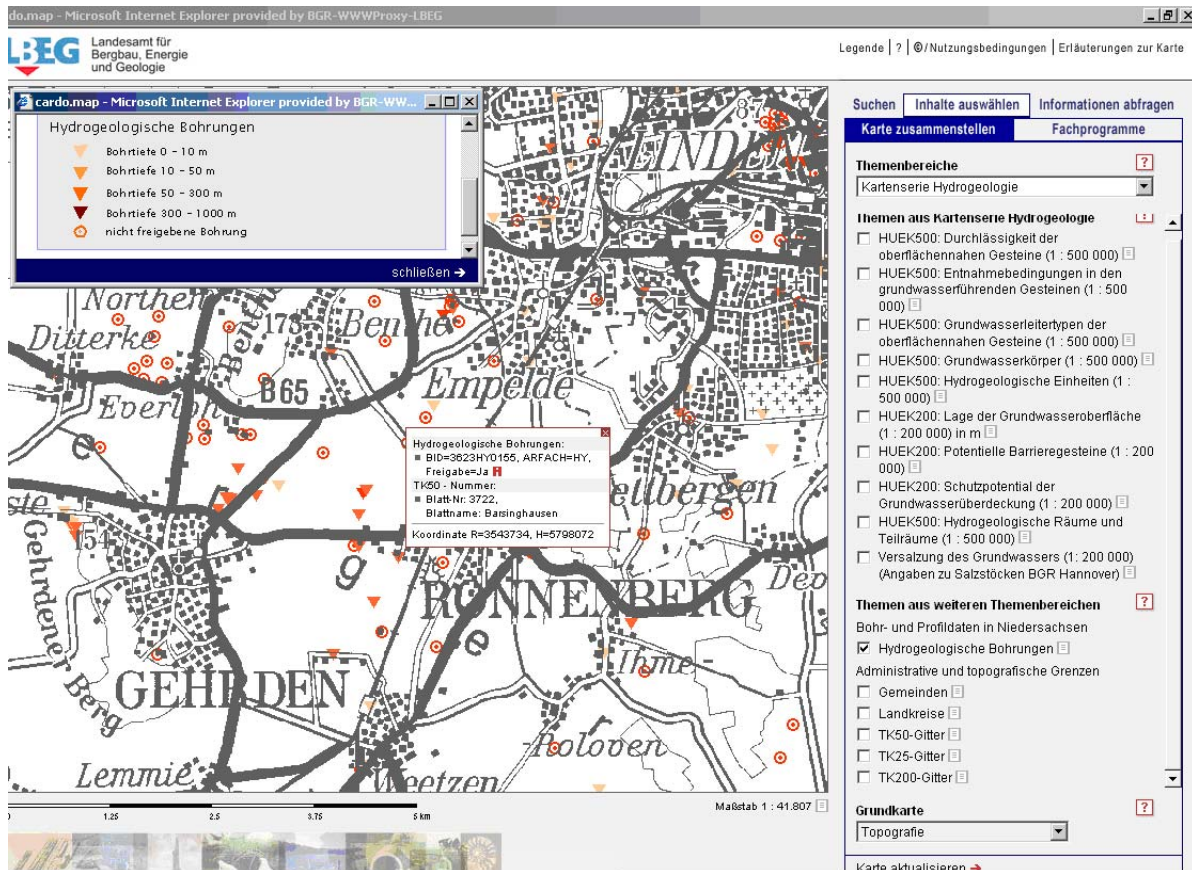 do.map - Microsoft Internet Explorer provided by BGR-WWWProxy-LBEG
LBEG
Landesamt für
Bergbau, Energie
und Geologie
Legende | ? | ©/Nutzungsbedingungen | Erläuterungen zur Karte
cardo.map - Microsoft Internet Explorer provided by BGR-WW...
Hydrogeologische Bohrungen
Bohrtiefe 0 - 10 m
Bohrtiefe 10 - 50 m
Bohrtiefe 50 - 300 m
Bohrtiefe 300 - 1000 m
nicht freigebene Bohrung
schließen
87
LINDEN
Northen
173
Benthe
Ditterke
Empelde
B65
Everloh
Hydrogeologische Bohrungen:
BID=3623HY0155, ARFACH=HY,
Freigabe=Ja
TK50 - Nummer:
Blatt-Nr: 3722,
Blattname: Barsinghausen
Koordinate R=3543734, H=5798072
ettbergen
154
Gehrdener Berg
RONNENBERG
GEHRDEN
Ihme-
-Roloven
Lemmie
Weetzen
1.25
2.5
3.75
5 km
Maßstab 1 : 41.807
Suchen
Inhalte auswählen
Informationen abfragen
Karte zusammenstellen
Fachprogramme
Themenbereiche
?
Kartenserie Hydrogeologie
Themen aus Kartenserie Hydrogeologie
HUEK500: Durchlässigkeit der
oberflächennahen Gesteine (1 : 500 000)
HUEK500: Entnahmebedingungen in den
grundwasserführenden Gesteinen (1 : 500
000)
HUEK500: Grundwasserleitertypen der
oberflächennahen Gesteine (1 : 500 000)
HUEK500: Grundwasserkörper (1 : 500 000)
HUEK500: Hydrogeologische Einheiten (1 :
500 000)
HUEK200: Lage der Grundwasseroberfläche
(1 : 200 000) in m
HUEK200: Potentielle Barrieregesteine (1 : 200
000)
HUEK200: Schutzpotential der
Grundwasserüberdeckung (1 : 200 000)
HUEK500: Hydrogeologische Räume und
Teilräume (1 : 500 000)
Versalzung des Grundwassers (1: 200 000)
(Angaben zu Salzstöcken BGR Hannover)
Themen aus weiteren Themenbereichen
?
Bohr- und Profildaten in Niedersachsen
Hydrogeologische Bohrungen
Administrative und topografische Grenzen
Gemeinden
Landkreise
TK50-Gitter
TK25-Gitter
TK200-Gitter
Grundkarte
?
Topografie
Karte aktualisieren